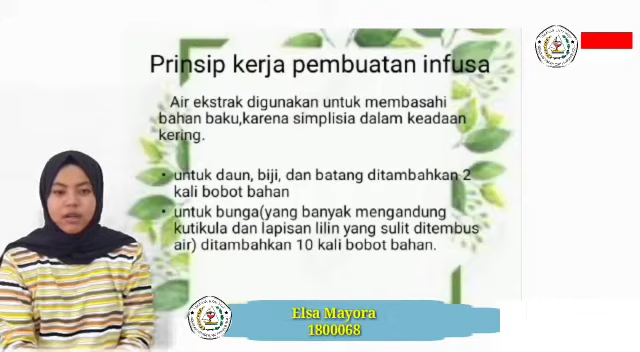 Prinsip kerja pembuatan infusa
Air ekstrak digunakan untuk membasahi
bahan baku,karena simplisia dalam keadaan
kering.
• untuk daun, biji, dan batang ditambahkan 2
kali bobot bahan
• untuk bunga(yang banyak mengandung
kutikula dan lapisan lilin yang sulit ditembus
air) ditambahkan 10 kali bobot bahan.
Elsa Mayora
1800068